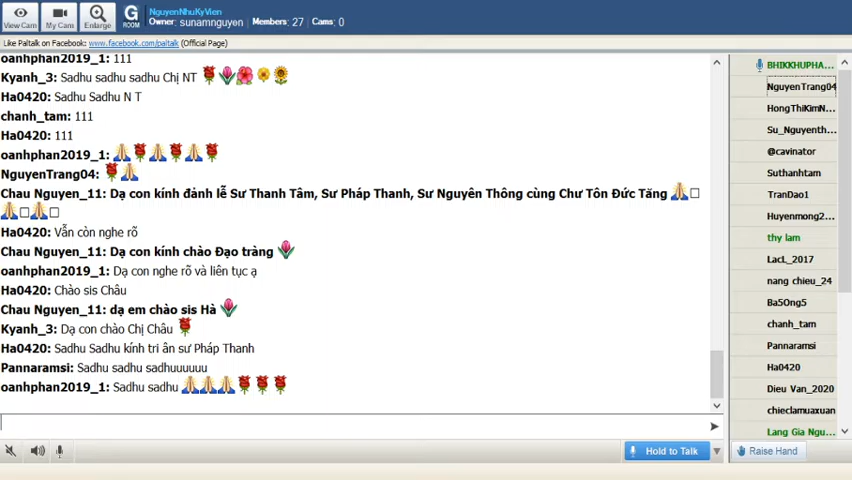 NguyenNhuKyVien
View Cam
My Cam
Enlarge
G
ROOM
Owner: sunamnguyen
Members: 27
Cams: 0
Like Paltalk on Facebook: www.facebook.com/paltalk (Official Page)
oanhphan2019_1: 111
Kyanh_3: Sadhu sadhu sadhu Chị NT
Ha0420: Sadhu Sadhu N T
chanh_tam: 111
Ha0420: 111
oanhphan2019_1:
NguyenTrang04:
Chau Nguyen_11: Dạ con kính đảnh lễ Sư Thanh Tâm, Sư Pháp Thanh, Sư Nguyên Thông cùng Chư Tôn Đức Tăng
Ha0420: Vẫn còn nghe rõ
Chau Nguyen_11: Dạ con kính chào Đạo tràng
oanhphan2019_1: Dạ con nghe rõ và liên tục ạ
Ha0420: Chào sis Châu
Chau Nguyen_11: dạ em chào sis Hà
Kyanh_3: Dạ con chào Chị Châu
Ha0420: Sadhu Sadhu kính tri ân sư Pháp Thanh
Pannaramsi: Sadhu sadhu sadhuuuuuu
oanhphan2019_1: Sadhu sadhu
Hold to Talk
BHIKKHUPHA...
NguyenTrang04
HongThiKimN...
Su_Nguyenth...
@cavinator
Suthanhtam
TranDao1
Huyenmong2...
thy lam
LacL_2017
nang chieu_24
Ba5Ong5
chanh_tam
Pannaramsi
Ha0420
Dieu Van_2020
chieclamuaxuan
Lang Gia Ngu...
Raise Hand